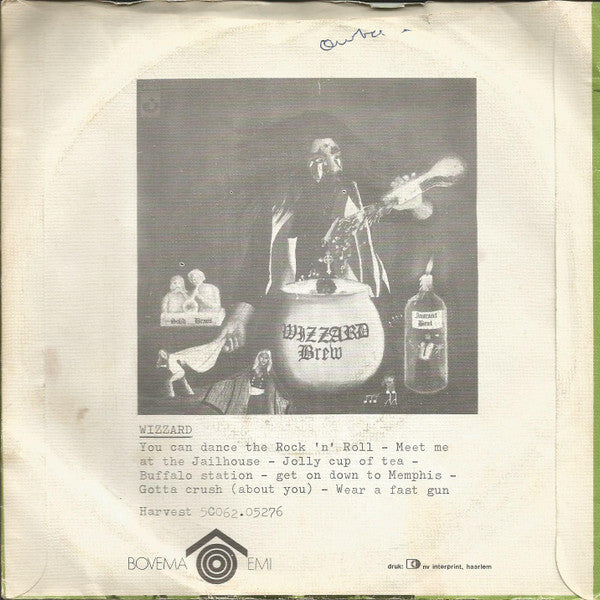 WIZZARD
Brew
WIZZARD
You can dance the Rock 'n' Roll - Meet me
at the Jailhouse - Jolly cup of tea -
Buffalo station - get on down to Memphis -
Gotta crush (about you) - Wear a fast gun
Harvest 5C062.05276
BOVEMA EMI
druk: nv interprint, haarlem